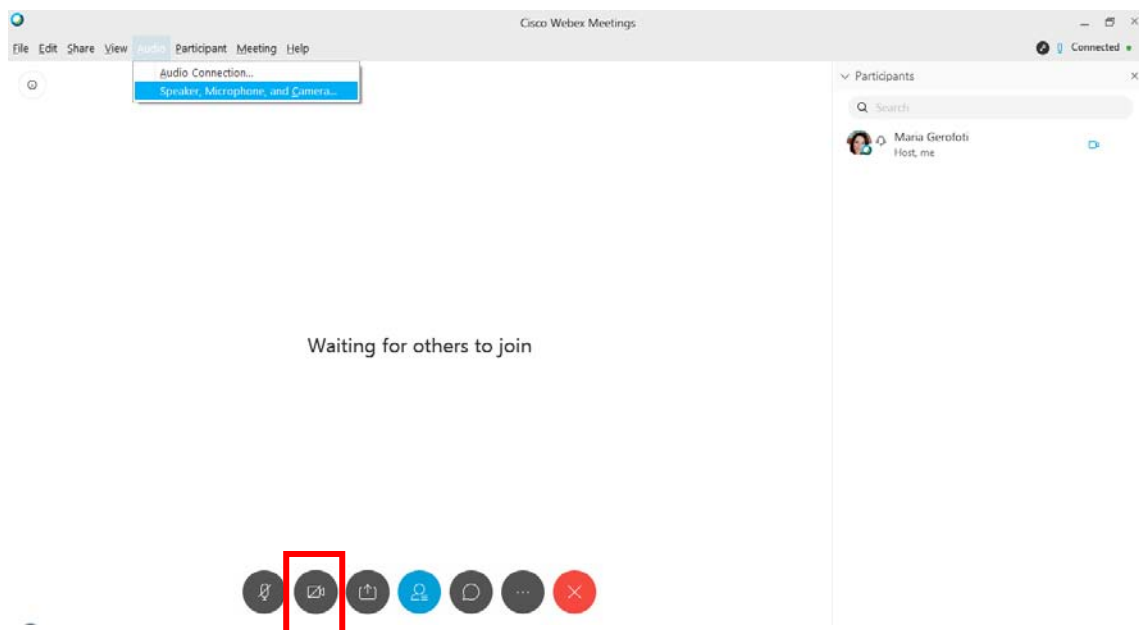 Cisco Webex Meetings
File Edit Share View Audio Participant Meeting Help
Connected
Audio Connection...
Speaker, Microphone, and Camera...
Participants
Search
Maria Gerofoti
Host, me
Waiting for others to join